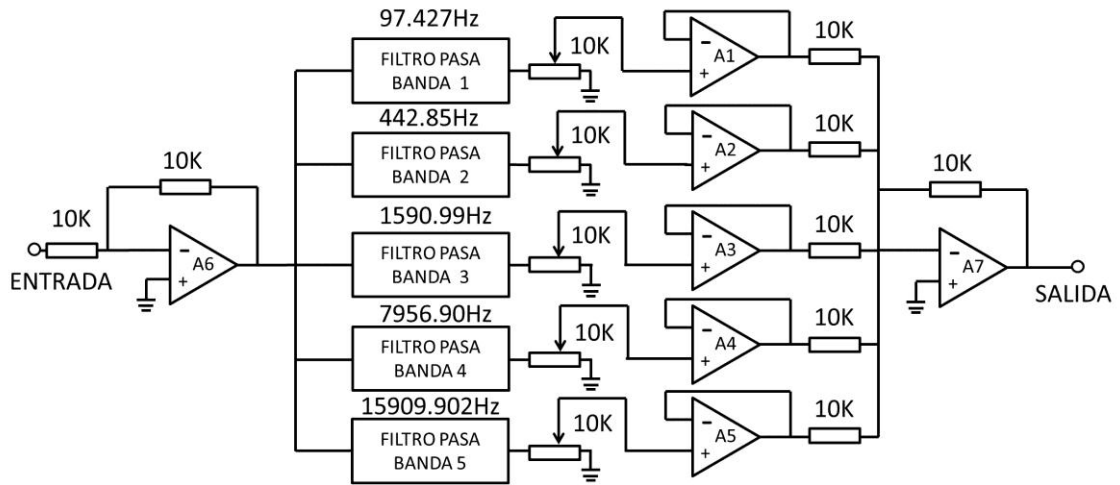 97.427Hz
FILTRO PASA
BANDA 1
10K
−
A1
+
10K
442.85Hz
FILTRO PASA
BANDA 2
10K
−
A2
+
10K
10K
10K
10K
ENTRADA
−
A6
+
1590.99Hz
FILTRO PASA
BANDA 3
10K
−
A3
+
10K
−
A7
+
SALIDA
7956.90Hz
FILTRO PASA
BANDA 4
10K
−
A4
+
10K
15909.902Hz
FILTRO PASA
BANDA 5
10K
−
A5
+
10K